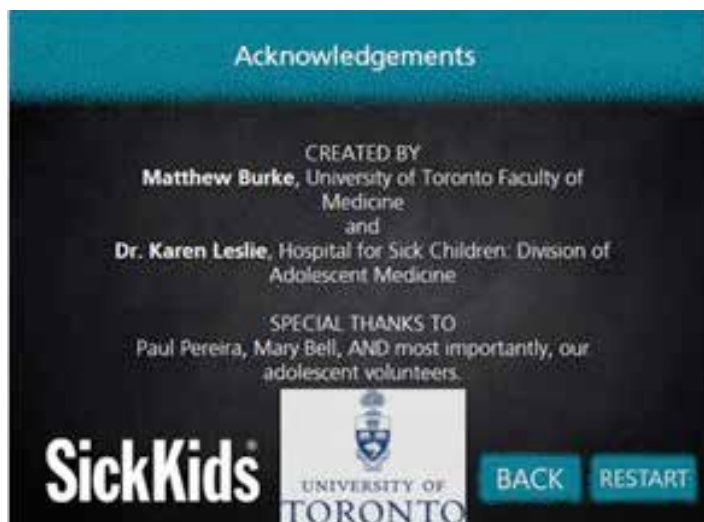 Acknowledgements
CREATED BY
Matthew Burke, University of Toronto Faculty of
Medicine
and
Dr. Karen Leslie, Hospital for Sick Children: Division of
Adolescent Medicine
SPECIAL THANKS TO
Paul Pereira, Mary Bell, AND most importantly, our
adolescent volunteers.
SickKids®
UNIVERSITY OF
TORONTO
BACK
RESTART